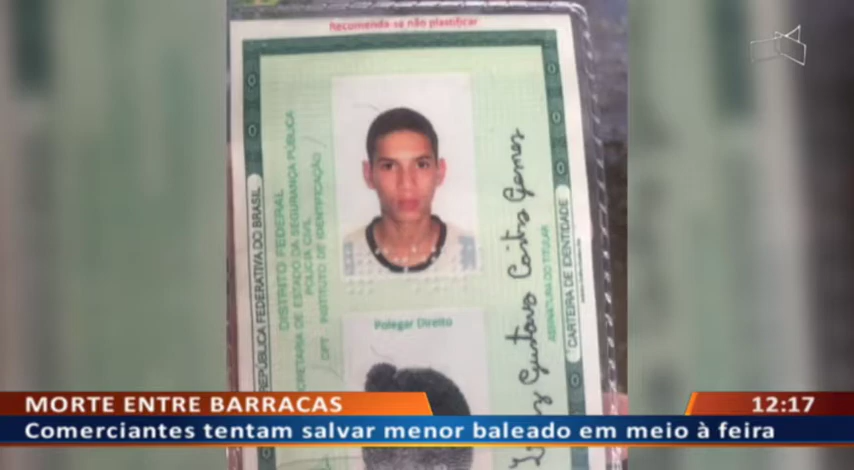 Recomenda-se não plastificar
REPÚBLICA FEDERATIVA DO BRASIL
DISTRITO FEDERAL
SECRETARIA DE ESTADO DA SEGURANÇA PÚBLICA
POLÍCIA CIVIL
DPT INSTITUTO DE IDENTIFICAÇÃO
Polegar Direito
Gustavo Costa Gomes
ASSINATURA DO TITULAR
CARTEIRA DE IDENTIDADE
MORTE ENTRE BARRACAS
12:17
Comerciantes tentam salvar menor baleado em meio à feira